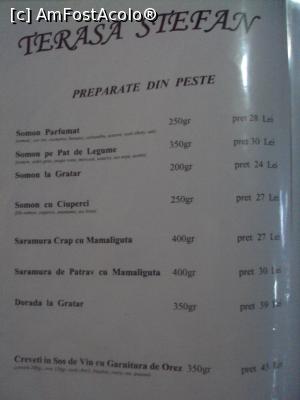 [c] AmFostAcolo®
TERASA STEFAN
PREPARATE DIN PESTE
Somon Parfumat 250gr pret 28 Lei
Somon pe Pat de Legume 350gr pret 30 Lei
Somon la Gratar 200gr pret 24 Lei
Somon cu Ciuperci 250gr pret 27 Lei
Saramura Crap cu Mamaliguta 400gr pret 27 Lei
Saramura de Patrav cu Mamaliguta 400gr pret 30 Lei
Dorada la Gratar 350gr pret 39 Lei
Creveti in Sos de Vin cu Garnitura de Orez 350gr pret 45 Lei